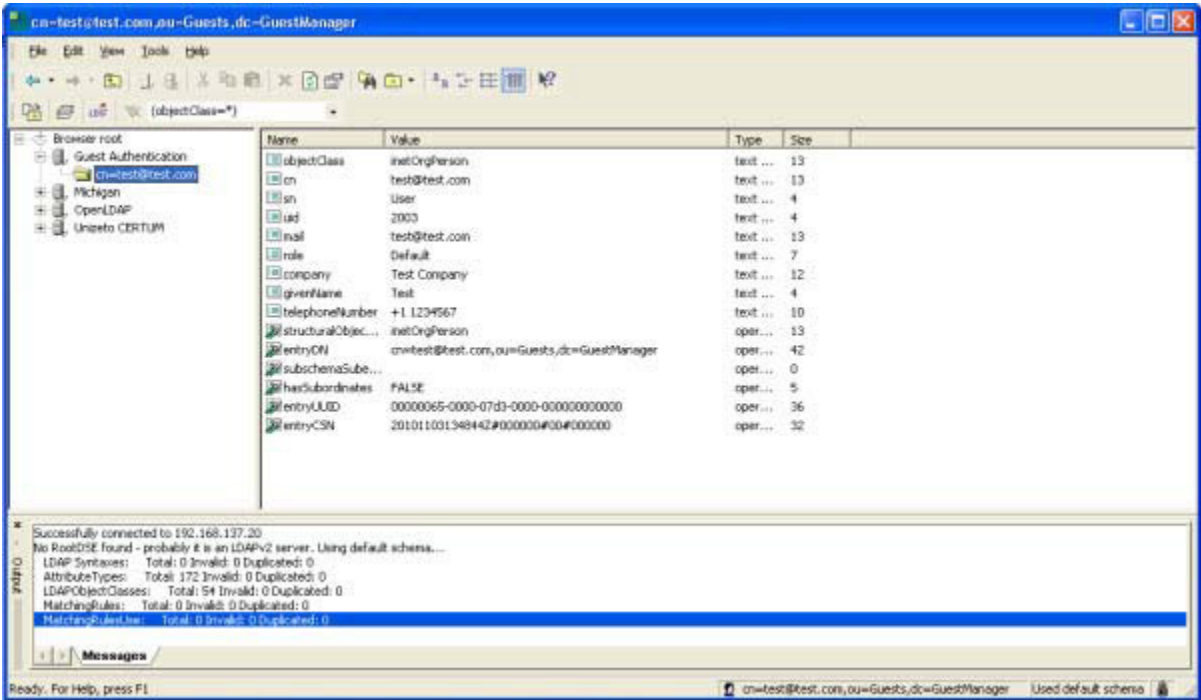 cn=test@test.com,ou=Guests,dc=GuestManager
File Edit View Tools Help
(objectClass=*)
Browser root
Guest Authentication
cn=test@test.com
Michigan
OpenLDAP
Unizeto CERTUM
Name Value Type Size
objectClass inetOrgPerson text ... 13
cn test@test.com text ... 13
sn User text ... 4
uid 2003 text ... 4
mail test@test.com text ... 13
role Default text ... 7
company Test Company text ... 12
givenName Test text ... 4
telephoneNumber +1 1234567 text ... 10
structuralObjec... inetOrgPerson oper... 13
entryDN cn=test@test.com,ou=Guests,dc=GuestManager oper... 42
subschemaSube... oper... 0
hasSubordinates FALSE oper... 5
entryUUID 00000065-0000-07d3-0000-000000000000 oper... 36
entryCSN 20101103134844Z#000000#00#000000 oper... 32
Output
Successfully connected to 192.168.137.20
No RootDSE found - probably it is an LDAPv2 server. Using default schema...
LDAP Syntaxes: Total: 0 Invalid: 0 Duplicated: 0
AttributeTypes: Total: 172 Invalid: 0 Duplicated: 0
LDAPObjectClasses: Total: 54 Invalid: 0 Duplicated: 0
MatchingRules: Total: 0 Invalid: 0 Duplicated: 0
MatchingRulesUse: Total: 0 Invalid: 0 Duplicated: 0
Messages
Ready. For Help, press F1
cn=test@test.com,ou=Guests,dc=GuestManager
Used default schema